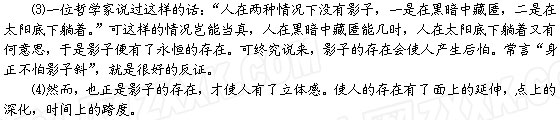 ⑶一位哲学家说过这样的话：“人在两种情况下没有影子，一是在黑暗中藏匿，二是在
太阳底下躺着。”可这样的情况岂能当真，人在黑暗中藏匿能几时，人在太阳底下躺着又有
何意思，于是影子便有了永恒的存在。可终究说来，影子的存在会使人产生后怕。常言“身
正不怕影子斜”，就是很好的反证。
⑷然而，也正是影子的存在，才使人有了立体感。使人的存在有了面上的延伸，点上的
深化，时间上的跨度。